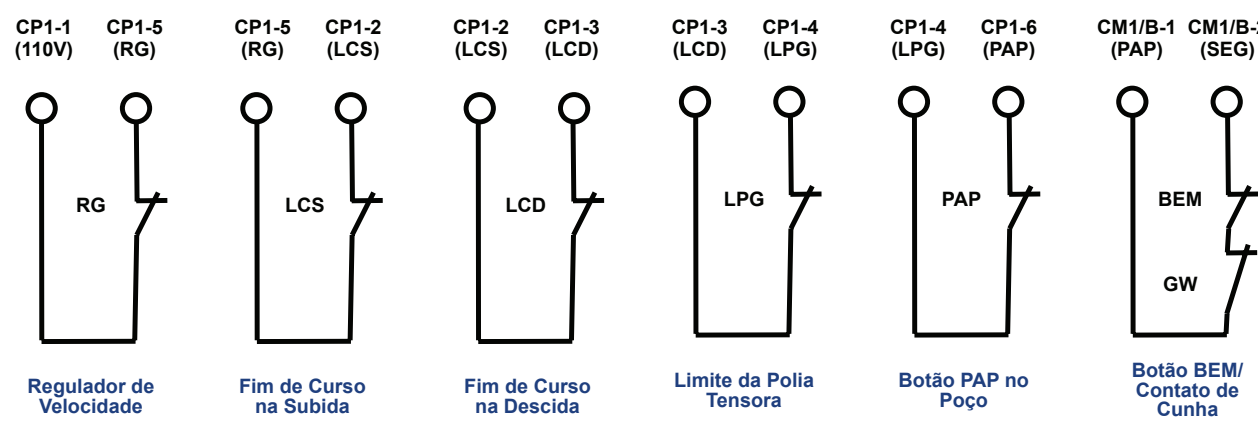 CP1-1 CP1-5
(110V) (RG)
CP1-5 CP1-2
(RG) (LCS)
CP1-2 CP1-3
(LCS) (LCD)
CP1-3 CP1-4
(LCD) (LPG)
CP1-4 CP1-6
(LPG) (PAP)
CM1/B-1 CM1/B-2
(PAP) (SEG)
RG
LCS
LCD
LPG
PAP
BEM
GW
Regulador de
Velocidade
Fim de Curso
na Subida
Fim de Curso
na Descida
Limite da Polia
Tensora
Botão PAP no
Poço
Botão BEM/
Contato de
Cunha